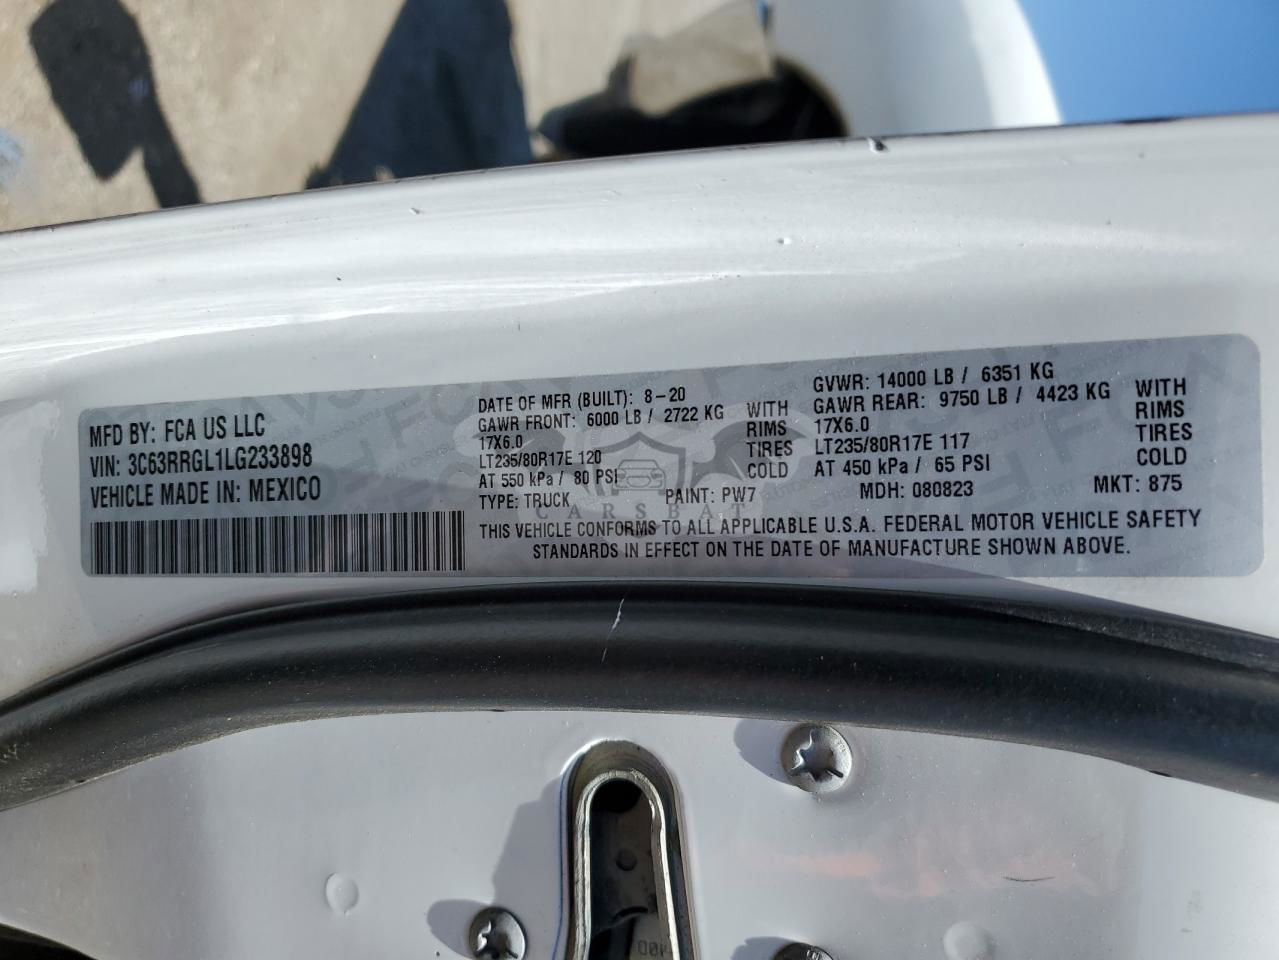 MFD BY: FCA US LLC
VIN: 3C63RRGL1LG233898
VEHICLE MADE IN: MEXICO
DATE OF MFR (BUILT): 8-20
GAWR FRONT: 6000 LB / 2722 KG WITH
17X6.0 RIMS
LT235/80R17E 120 TIRES
AT 550 kPa / 80 PSI COLD
GVWR: 14000 LB / 6351 KG
GAWR REAR: 9750 LB / 4423 KG WITH
17X6.0 RIMS
LT235/80R17E 117 TIRES
AT 450 kPa / 65 PSI COLD
TYPE: TRUCK PAINT: PW7 MDH: 080823 MKT: 875
THIS VEHICLE CONFORMS TO ALL APPLICABLE U.S.A. FEDERAL MOTOR VEHICLE SAFETY
STANDARDS IN EFFECT ON THE DATE OF MANUFACTURE SHOWN ABOVE.
CARSBAT